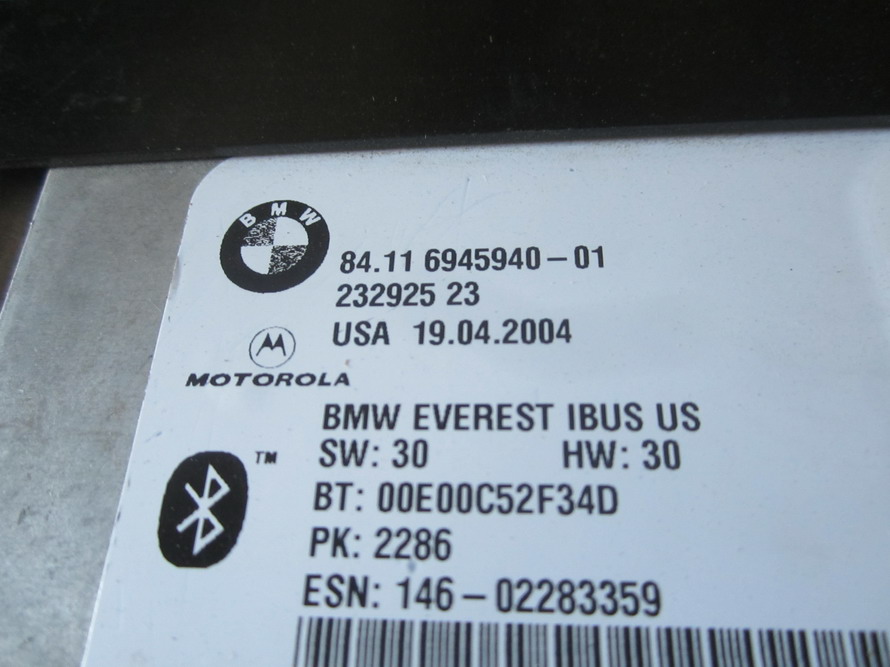 BMW
84.11 6945940-01
232925 23
USA 19.04.2004
MOTOROLA
BMW EVEREST IBUS US
SW: 30 HW: 30
TM
BT: 00E00C52F34D
PK: 2286
ESN: 146-02283359